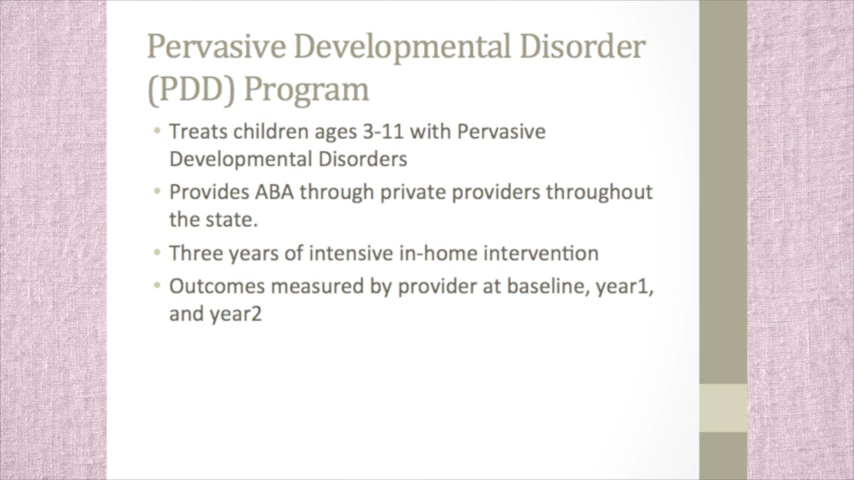 Pervasive Developmental Disorder
(PDD) Program
• Treats children ages 3-11 with Pervasive
Developmental Disorders
• Provides ABA through private providers throughout
the state.
• Three years of intensive in-home intervention
• Outcomes measured by provider at baseline, year1,
and year2